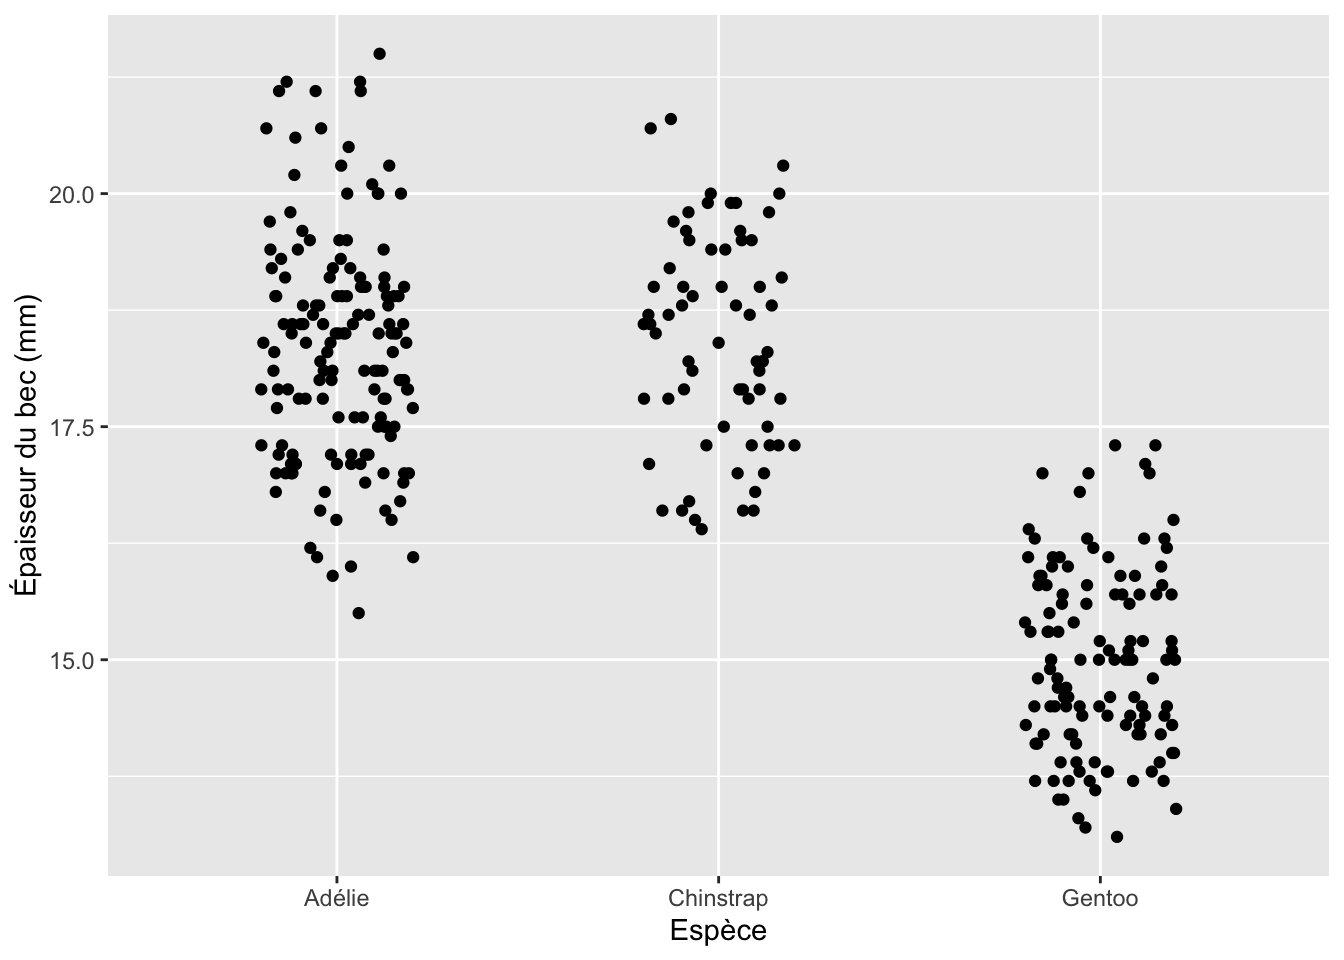 Épaisseur du bec (mm)
20.0
17.5
15.0
Adélie
Chinstrap
Gentoo
Espèce